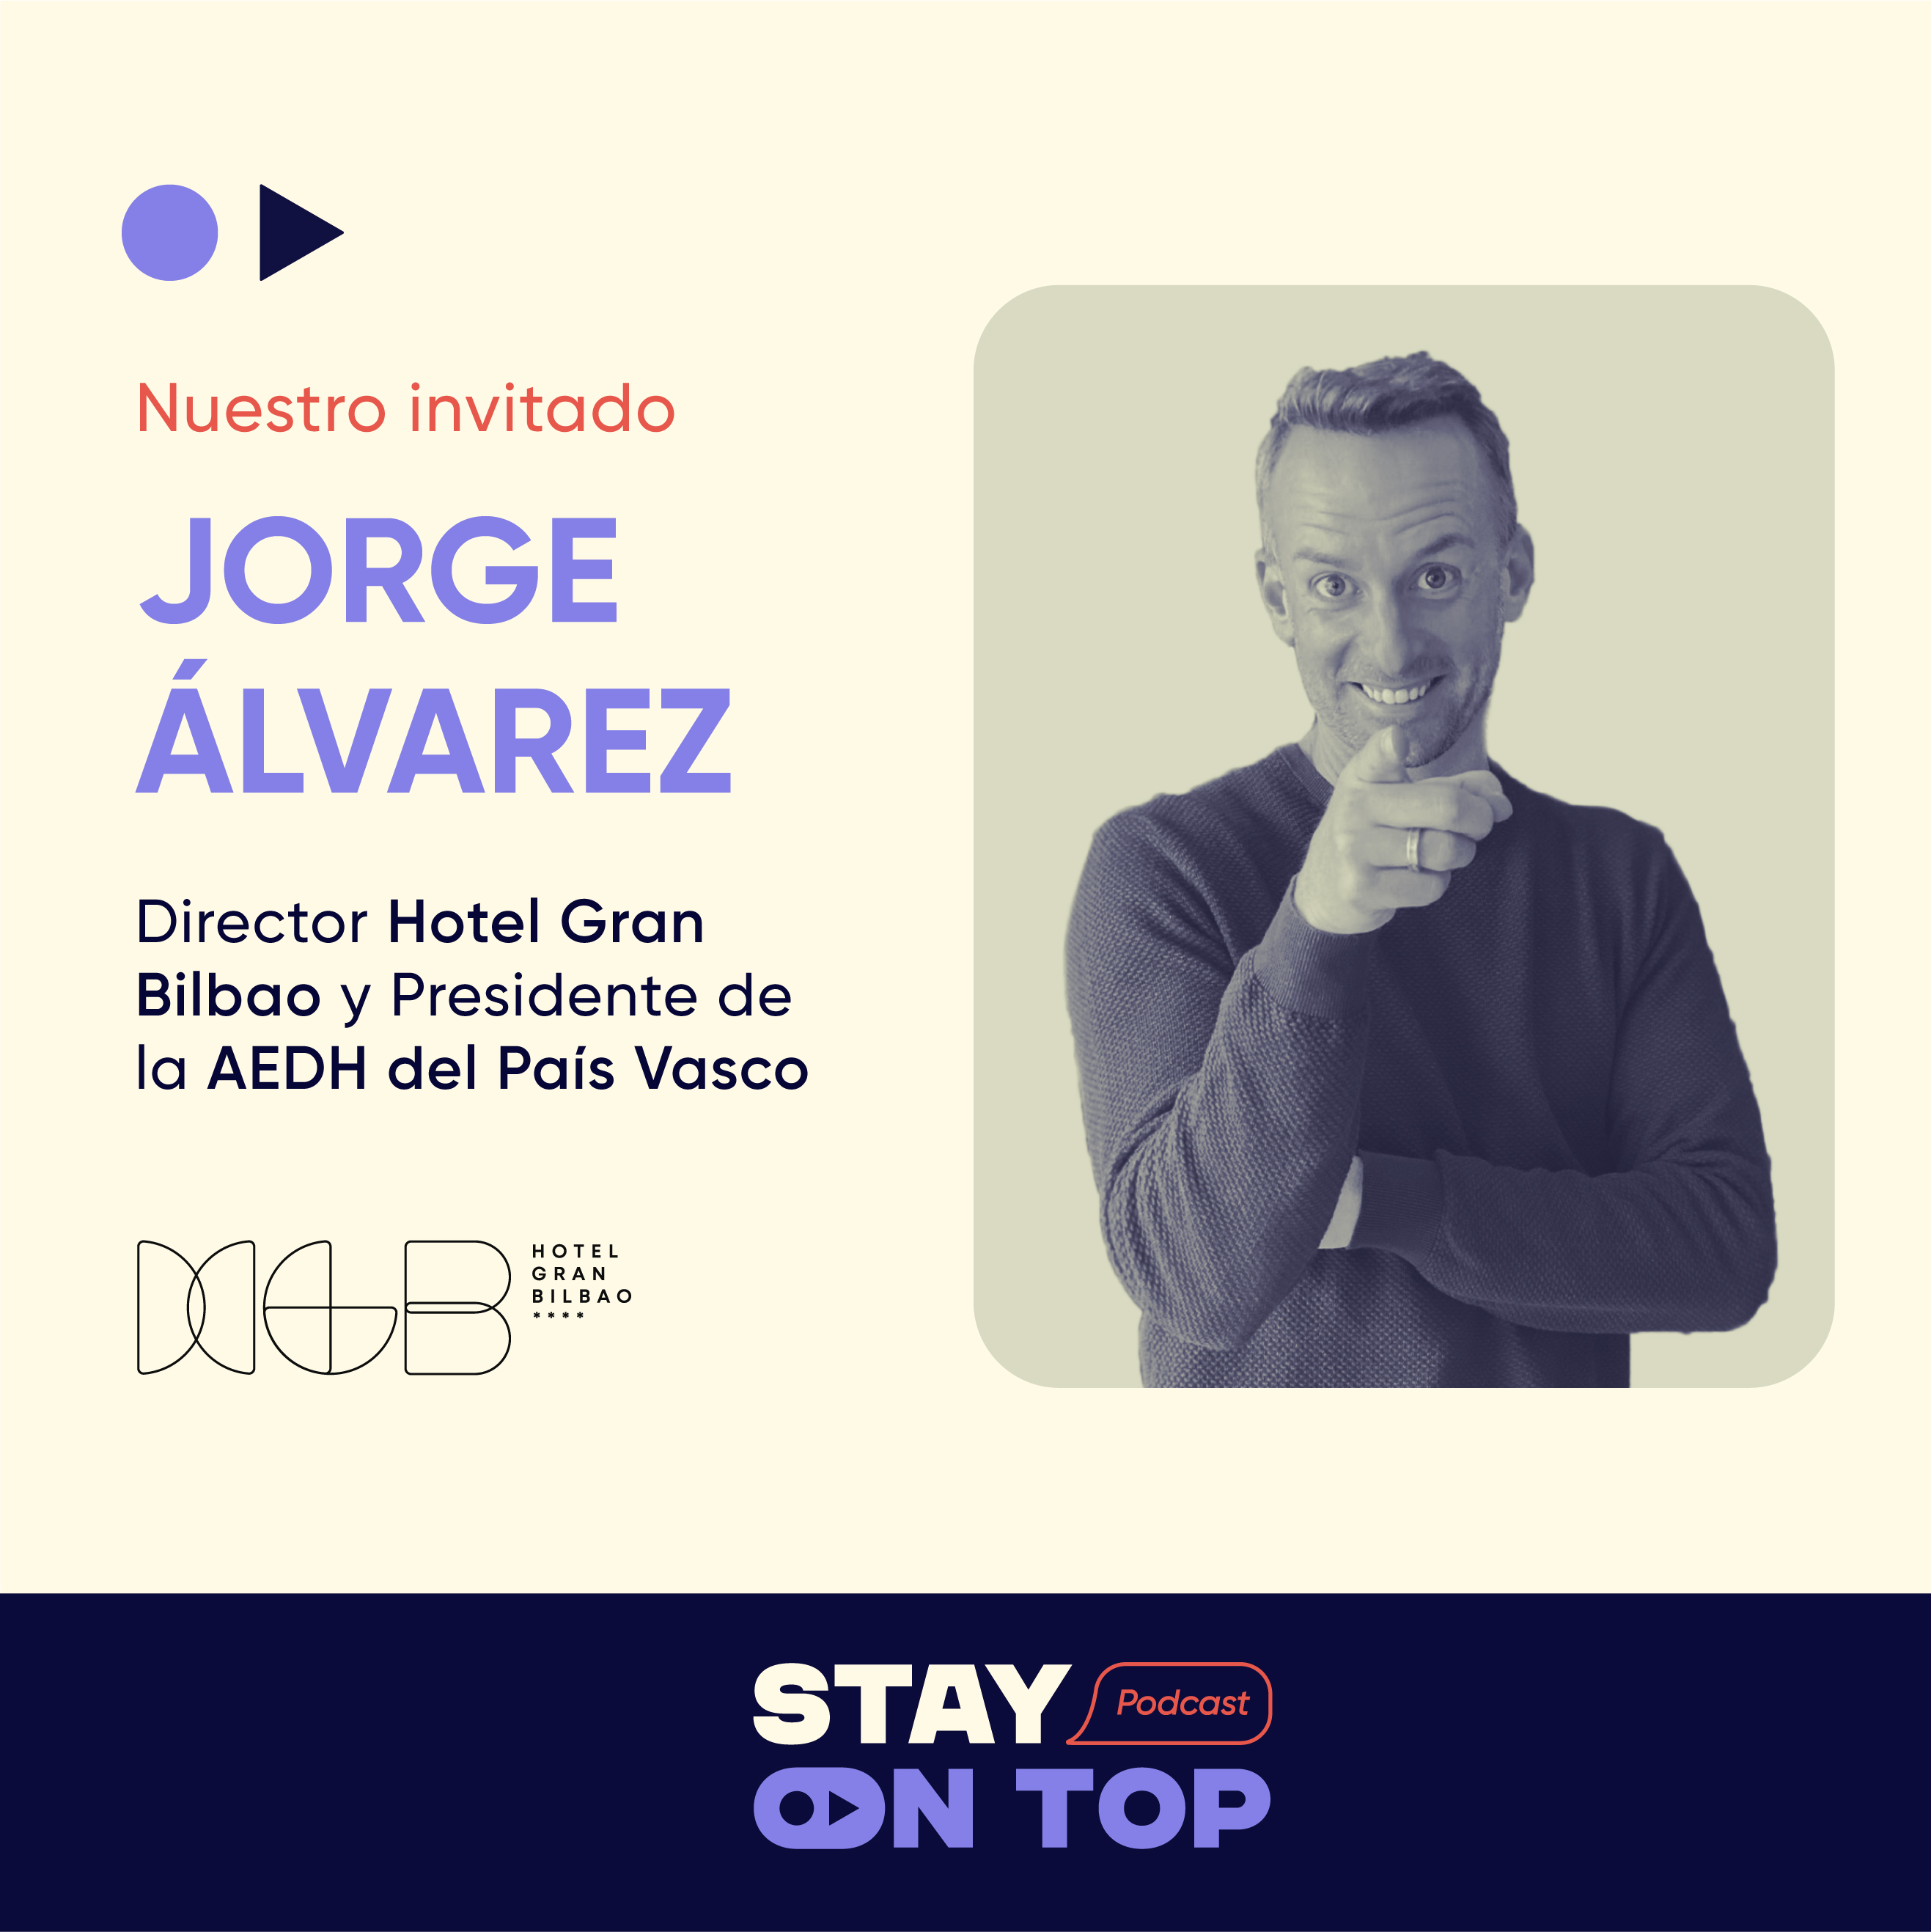 Nuestro invitado
JORGE
ÁLVAREZ
Director Hotel Gran
Bilbao y Presidente de
la AEDH del País Vasco
HGB
HOTEL
GRAN
BILBAO
****
STAY Podcast
ON TOP